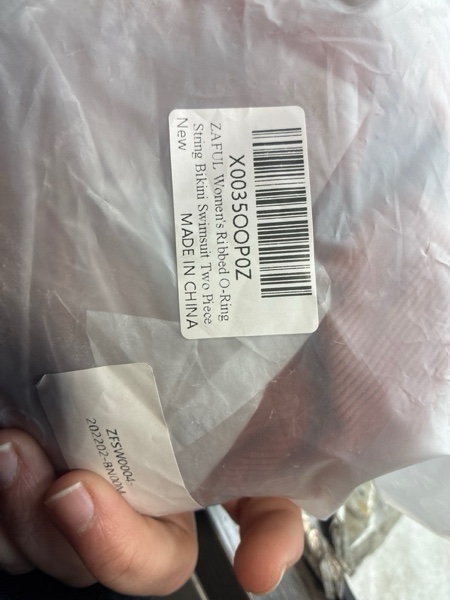 X0035OOP0Z
ZAFUL Women's Ribbed O-Ring
String Bikini Swimsuit Two Piece
New
MADE IN CHINA
ZFSW0004-